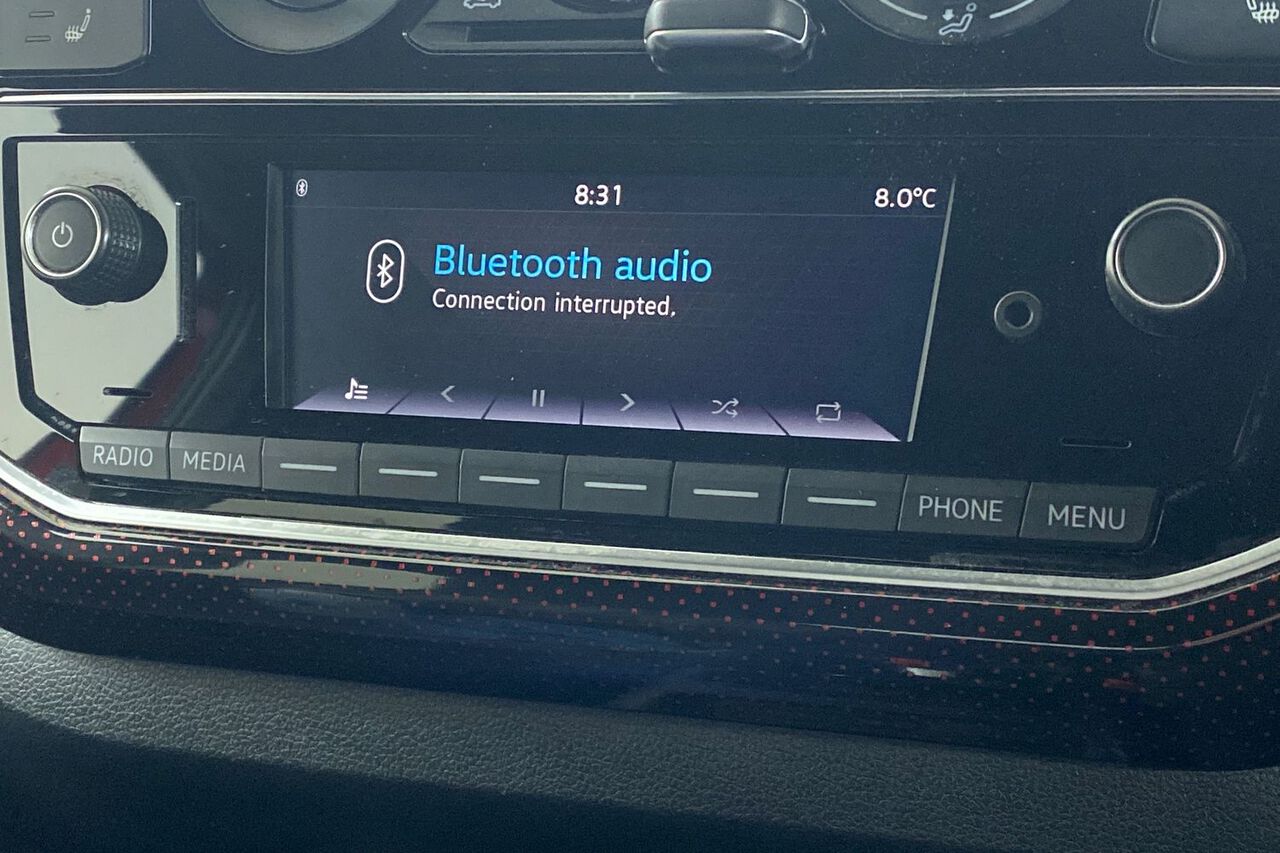 8:31
8.0°C
Bluetooth audio
Connection interrupted.
RADIO
MEDIA
PHONE
MENU